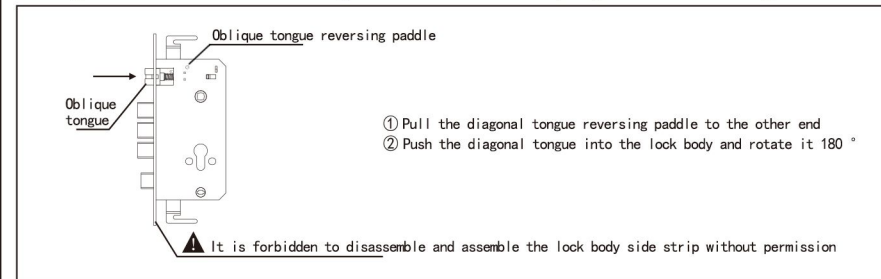 Oblique tongue reversing paddle
Oblique
tongue
① Pull the diagonal tongue reversing paddle to the other end
② Push the diagonal tongue into the lock body and rotate it 180 °
It is forbidden to disassemble and assemble the lock body side strip without permission